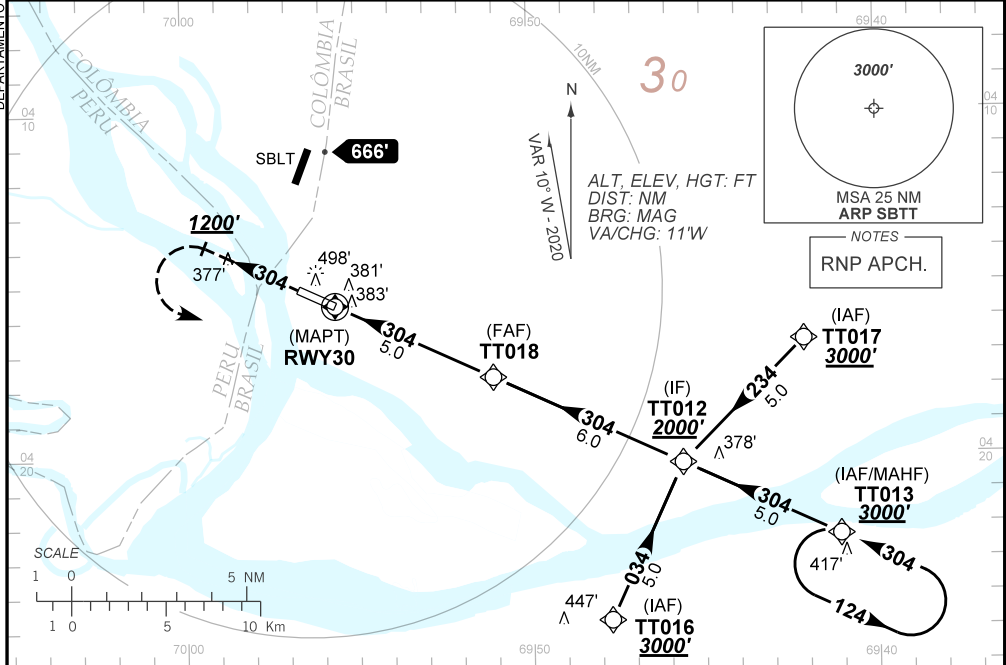 DEPARTAMENTO
70 00
69 50
69 40
COLÔMBIA
PERU
COLÔMBIA
BRASIL
10NM
30
N
VAR 10° W - 2020
3000'
MSA 25 NM
ARP SBTT
04
10
04
10
SBLT
666'
ALT, ELEV, HGT: FT
DIST: NM
BRG: MAG
VA/CHG: 11'W
NOTES
RNP APCH.
1200'
377'
304
498'
381'
383'
(MAPT)
RWY30
304
5.0
(FAF)
TT018
(IAF)
TT017
3000'
PERU
BRASIL
304
6.0
(IF)
TT012
2000'
234
5.0
378'
04
20
04
20
304
5.0
(IAF/MAHF)
TT013
3000'
417'
304
124
034
5.0
447'
(IAF)
TT016
3000'
SCALE
1 0 5 NM
1 0 5 10 Km
70 00
69 50
69 40